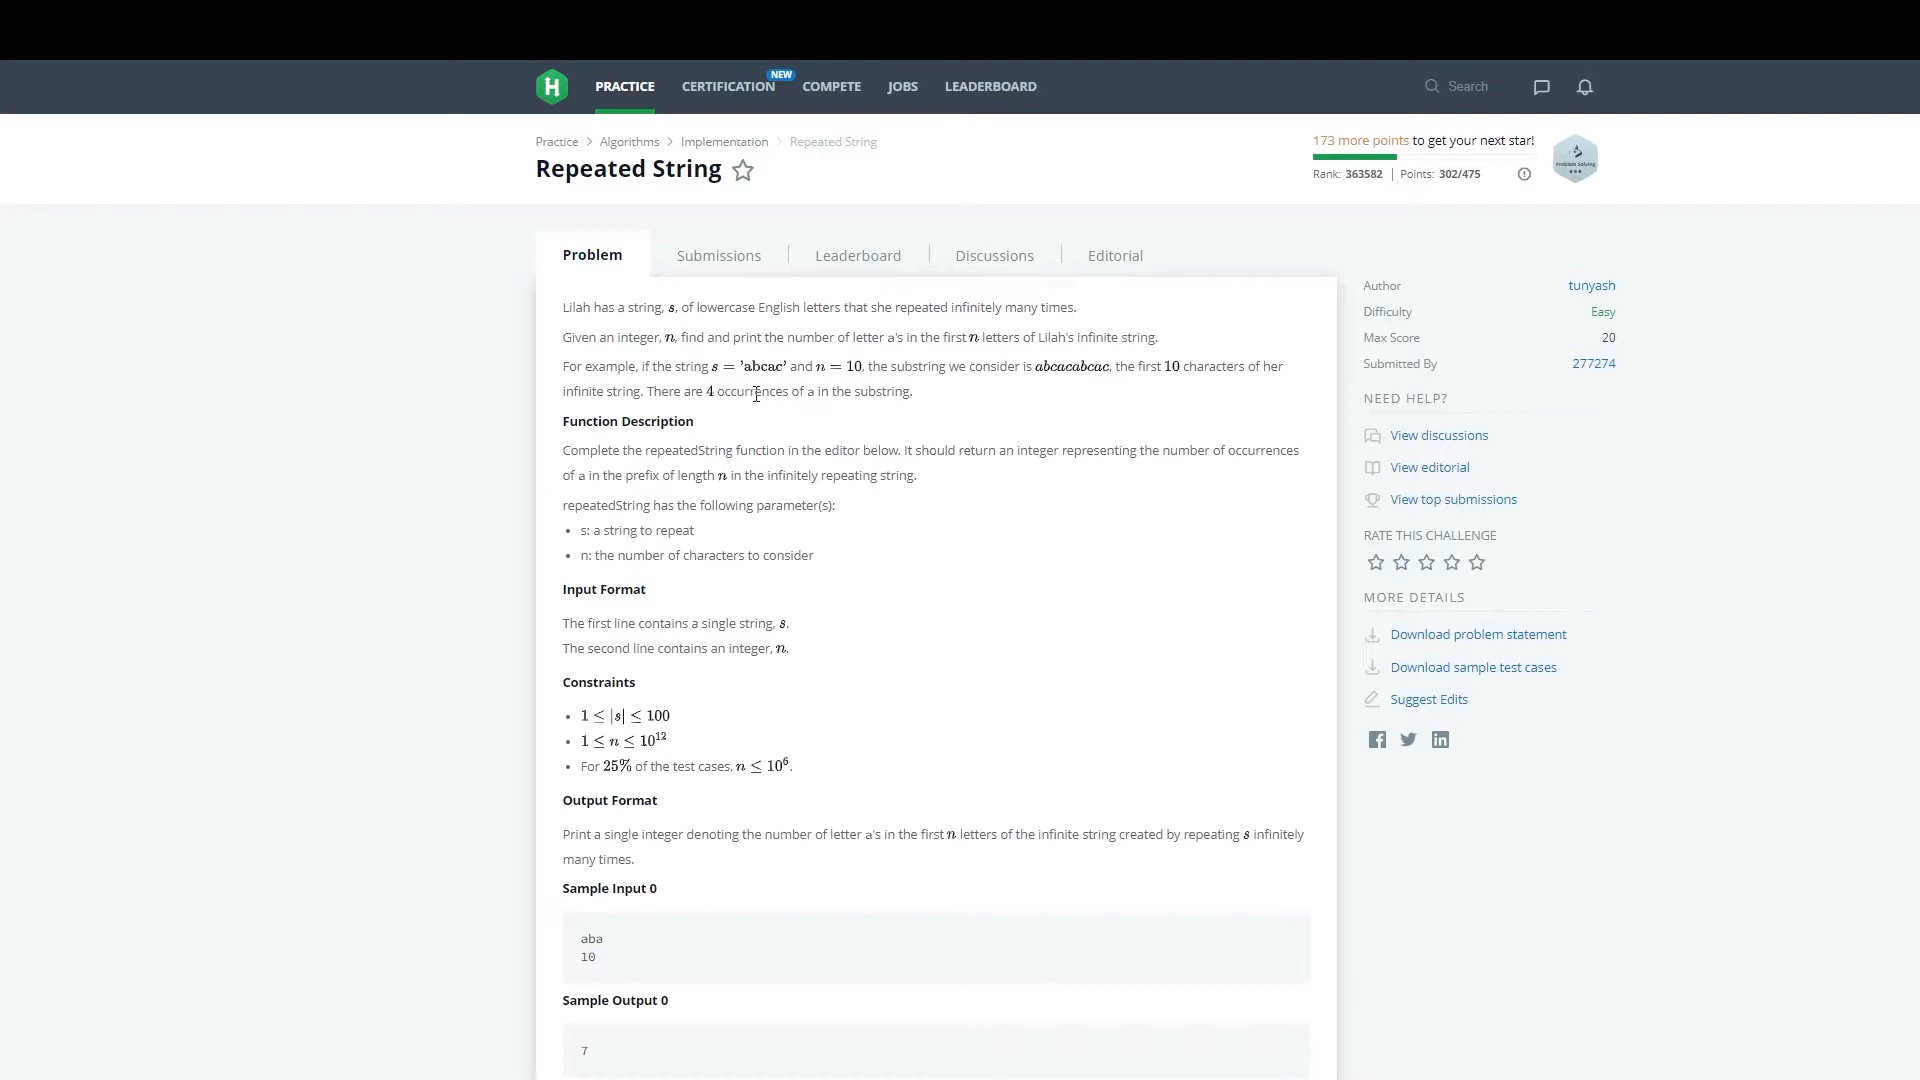 H
PRACTICE
CERTIFICATION
NEW
COMPETE
JOBS
LEADERBOARD
Search
Practice > Algorithms > Implementation > Repeated String
Repeated String
173 more points to get your next star!
Rank: 363582 | Points: 302/475
Problem Solving
Problem
Submissions
Leaderboard
Discussions
Editorial
Lilah has a string, s, of lowercase English letters that she repeated infinitely many times.
Given an integer, n, find and print the number of letter a's in the first n letters of Lilah's infinite string.
For example, if the string s = 'abcac' and n = 10, the substring we consider is abcacabcac, the first 10 characters of her
infinite string. There are 4 occurrences of a in the substring.
Function Description
Complete the repeatedString function in the editor below. It should return an integer representing the number of occurrences
of a in the prefix of length n in the infinitely repeating string.
repeatedString has the following parameter(s):
• s: a string to repeat
• n: the number of characters to consider
Input Format
The first line contains a single string, s.
The second line contains an integer, n.
Constraints
• 1 ≤ |s| ≤ 100
• 1 ≤ n ≤ 10¹²
• For 25% of the test cases, n ≤ 10⁶.
Output Format
Print a single integer denoting the number of letter a's in the first n letters of the infinite string created by repeating s infinitely
many times.
Sample Input 0
aba
10
Sample Output 0
7
Author tunyash
Difficulty Easy
Max Score 20
Submitted By 277274
NEED HELP?
View discussions
View editorial
View top submissions
RATE THIS CHALLENGE
MORE DETAILS
Download problem statement
Download sample test cases
Suggest Edits